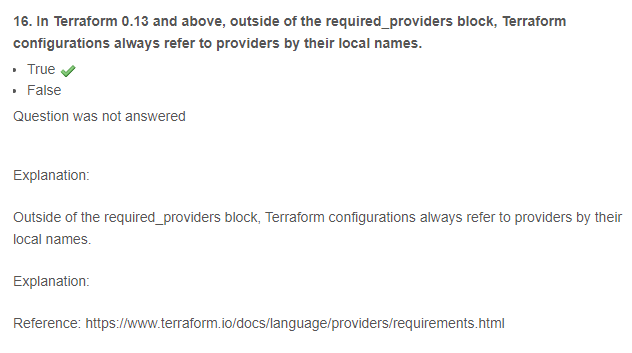 16. In Terraform 0.13 and above, outside of the required_providers block, Terraform
configurations always refer to providers by their local names.
• True
• False
Question was not answered
Explanation:
Outside of the required_providers block, Terraform configurations always refer to providers by their
local names.
Explanation:
Reference: https://www.terraform.io/docs/language/providers/requirements.html